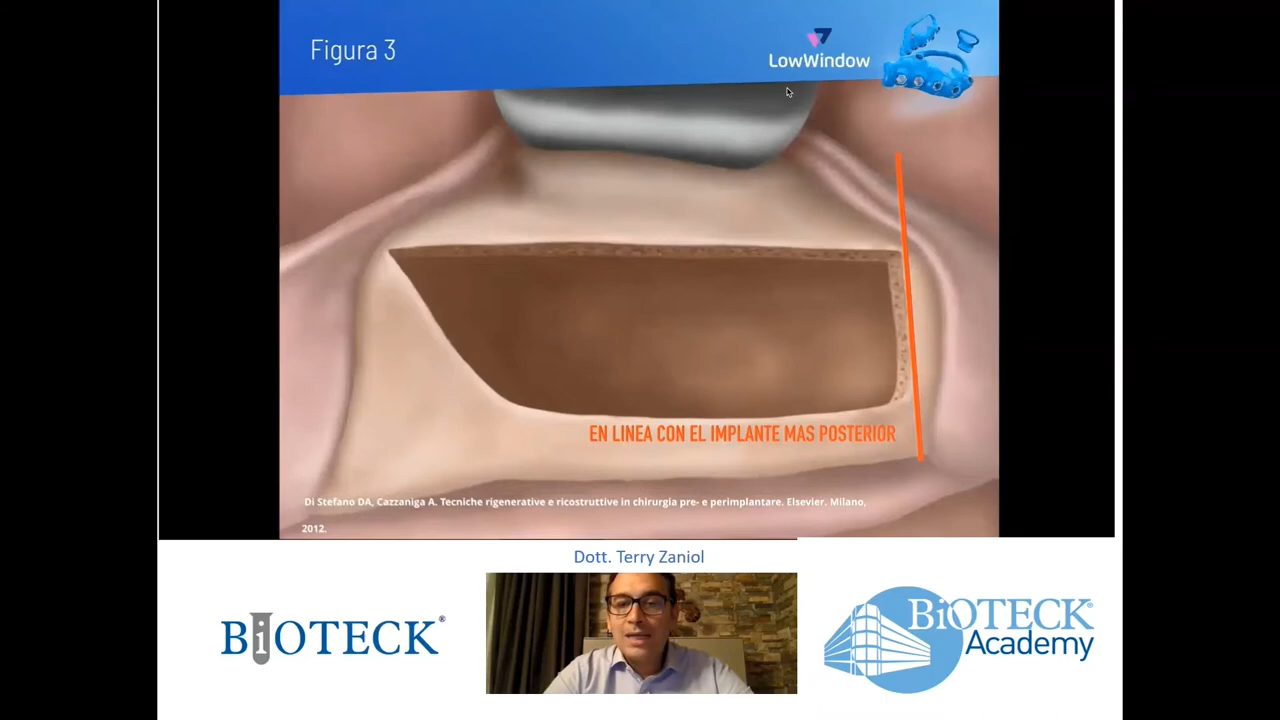 Figura 3
LowWindow
EN LINEA CON EL IMPLANTE MAS POSTERIOR
Di Stefano DA, Cazzaniga A. Tecniche rigenerative e ricostruttive in chirurgia pre- e perimplantare. Elsevier. Milano,
2012.
Dott. Terry Zaniol
BiOTECK®
BiOTECK®
Academy